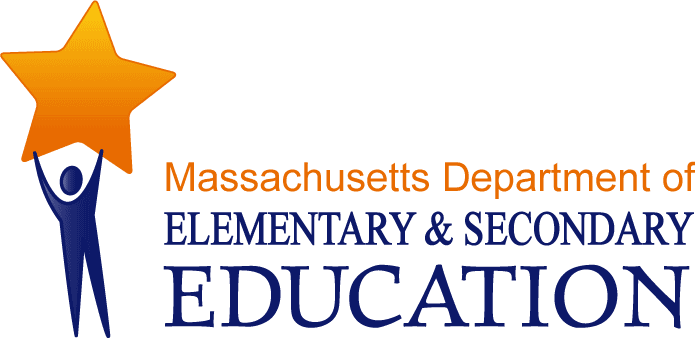 Massachusetts Department of
ELEMENTARY & SECONDARY
EDUCATION